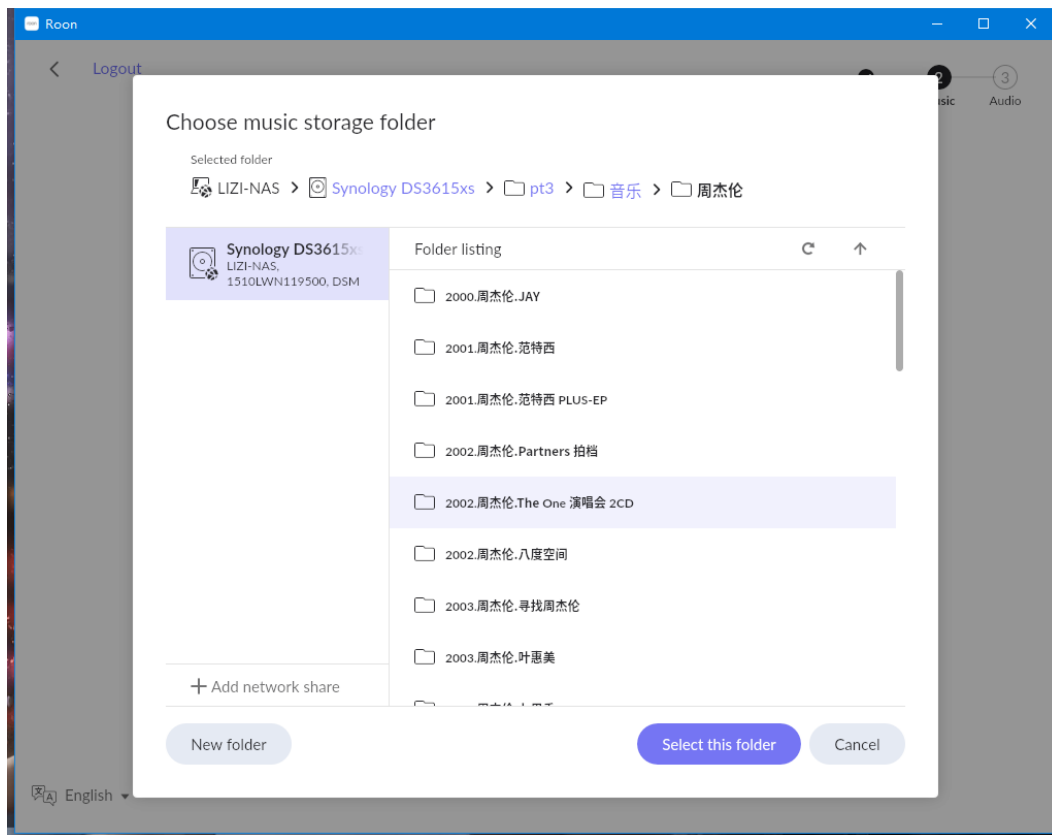 Roon
Logout
2
3
usic
Audio
Choose music storage folder
Selected folder
LIZI-NAS > Synology DS3615xs > pt3 > 音乐 > 周杰伦
Synology DS3615xs
LIZI-NAS,
1510LWN119500, DSM
Folder listing
2000.周杰伦.JAY
2001.周杰伦.范特西
2001.周杰伦.范特西 PLUS-EP
2002.周杰伦.Partners 拍档
2002.周杰伦.The One 演唱会 2CD
2002.周杰伦.八度空间
2003.周杰伦.寻找周杰伦
2003.周杰伦.叶惠美
+ Add network share
New folder
Select this folder
Cancel
English